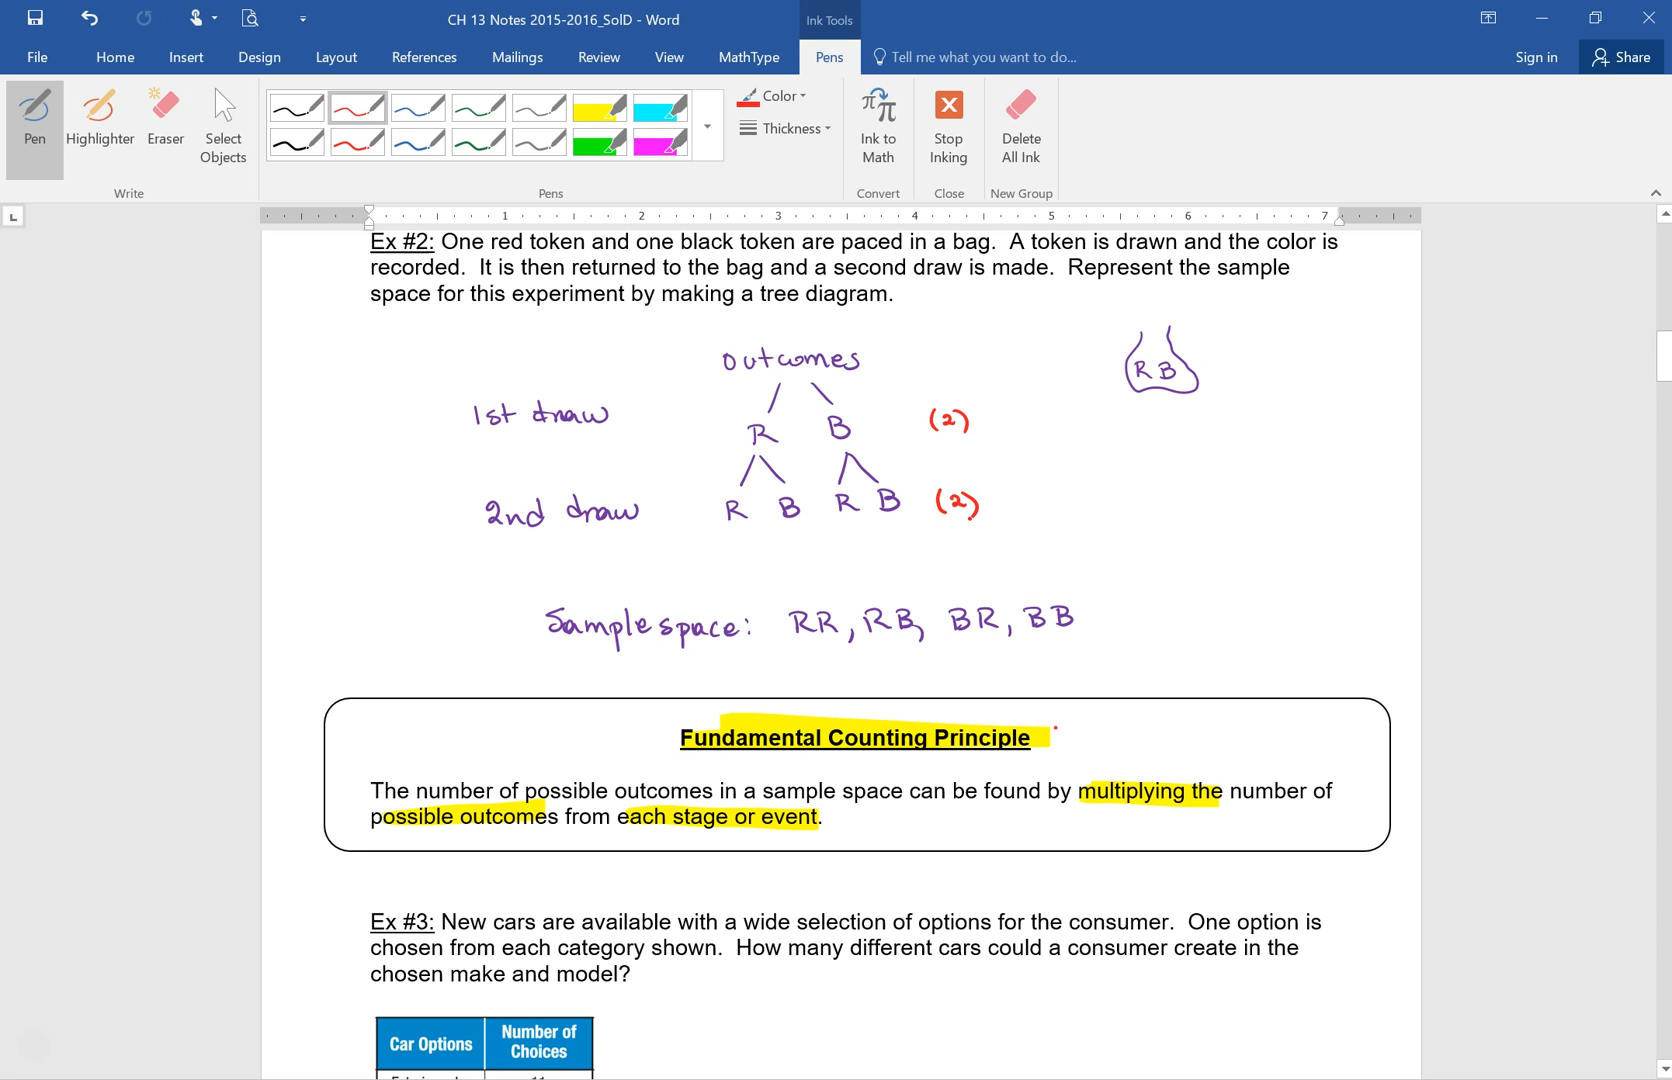 CH 13 Notes 2015-2016_SolD - Word
Ink Tools
File Home Insert Design Layout References Mailings Review View MathType Pens Tell me what you want to do... Sign in Share
Pen Highlighter Eraser Select Objects
Color
Thickness
Ink to Math
Stop Inking
Delete All Ink
Write Pens Convert Close New Group
1 2 3 4 5 6 7
Ex #2: One red token and one black token are paced in a bag. A token is drawn and the color is
recorded. It is then returned to the bag and a second draw is made. Represent the sample
space for this experiment by making a tree diagram.
outcomes
R B
1st draw R B (2)
2nd draw R B R B (2)
Sample space: RR, RB, BR, BB
Fundamental Counting Principle
The number of possible outcomes in a sample space can be found by multiplying the number of
possible outcomes from each stage or event.
Ex #3: New cars are available with a wide selection of options for the consumer. One option is
chosen from each category shown. How many different cars could a consumer create in the
chosen make and model?
Car Options
Number of
Choices